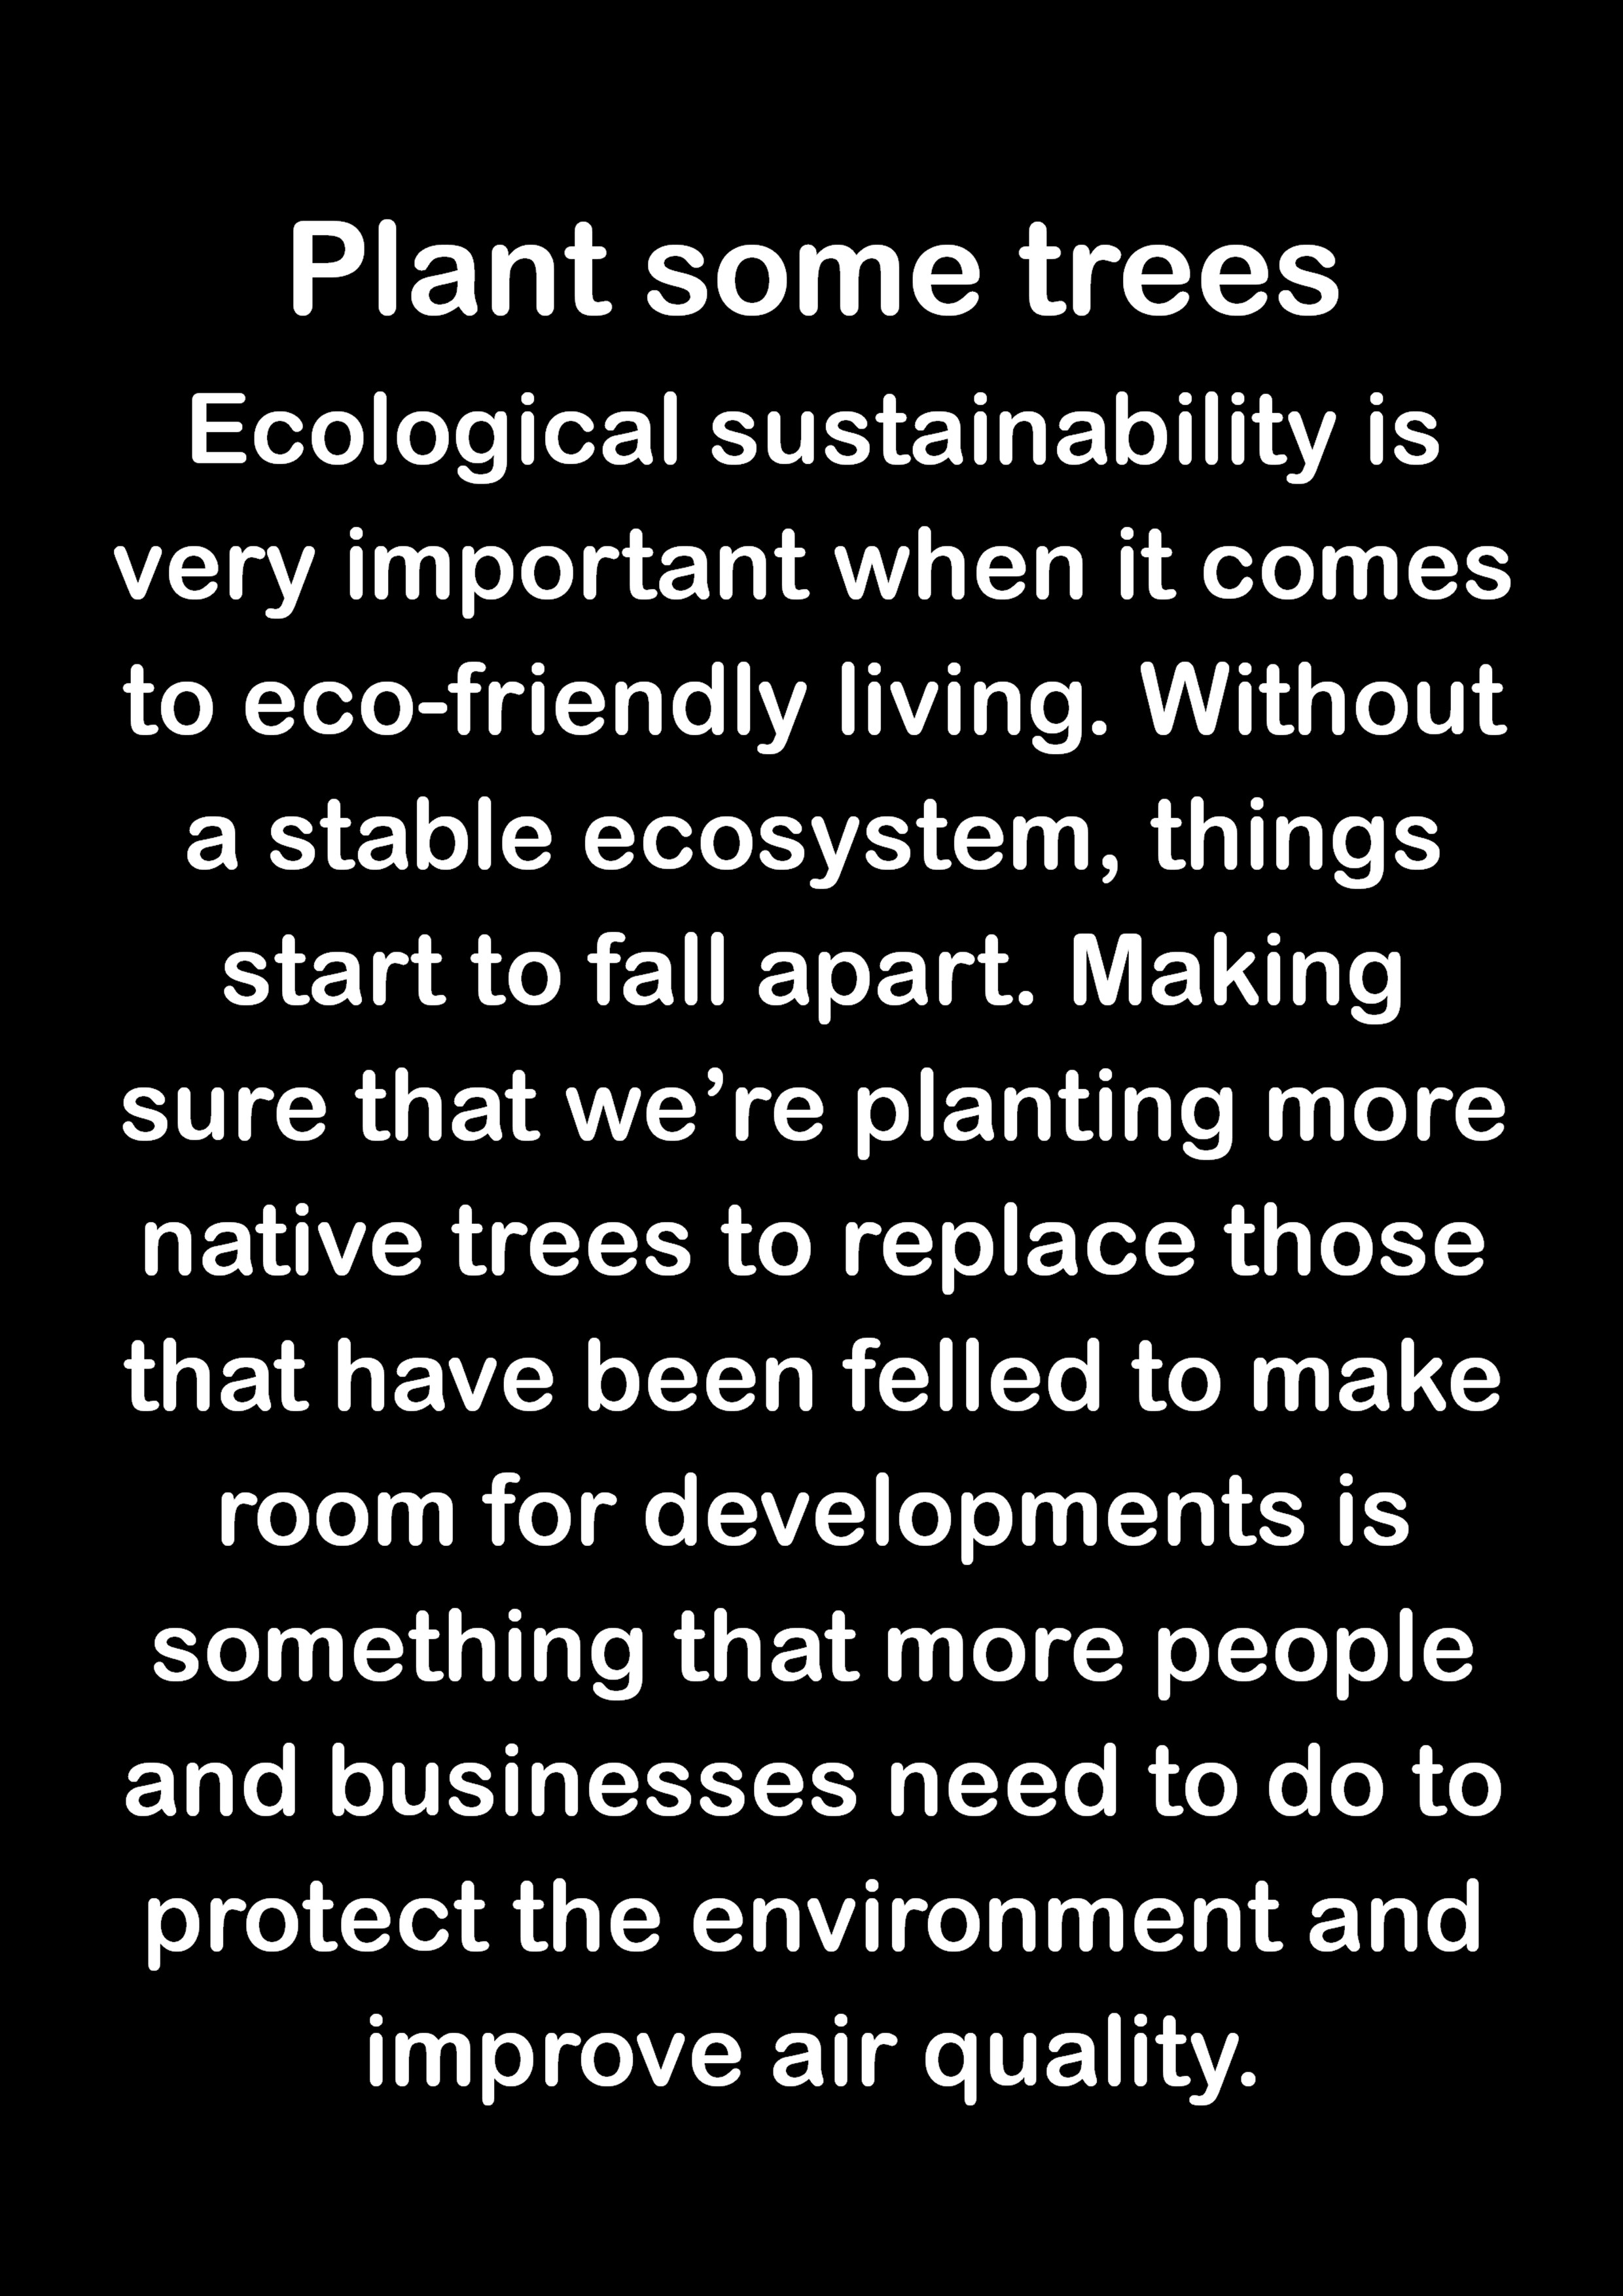 Plant some trees
Ecological sustainability is
very important when it comes
to eco-friendly living. Without
a stable ecosystem, things
start to fall apart. Making
sure that we’re planting more
native trees to replace those
that have been felled to make
room for developments is
something that more people
and businesses need to do to
protect the environment and
improve air quality.